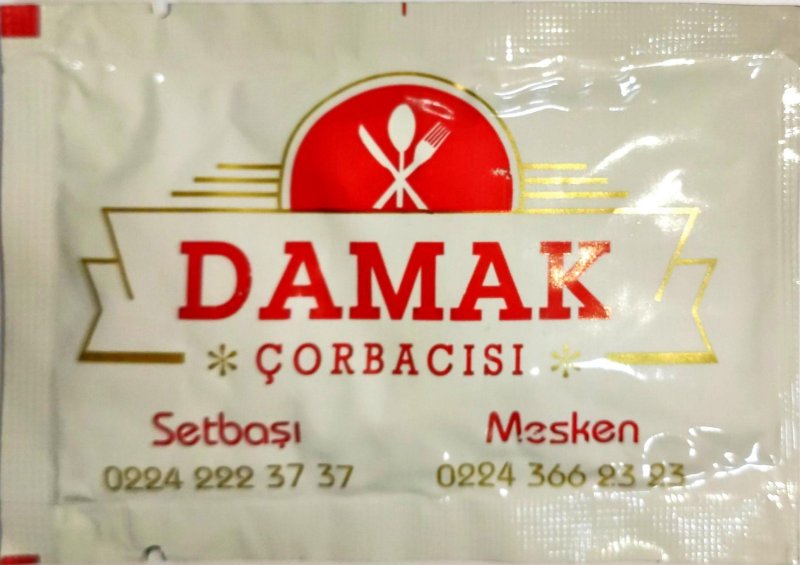 DAMAK
* ÇORBACISI *
Setbaşı Mesken
0224 222 37 37 0224 366 23 23